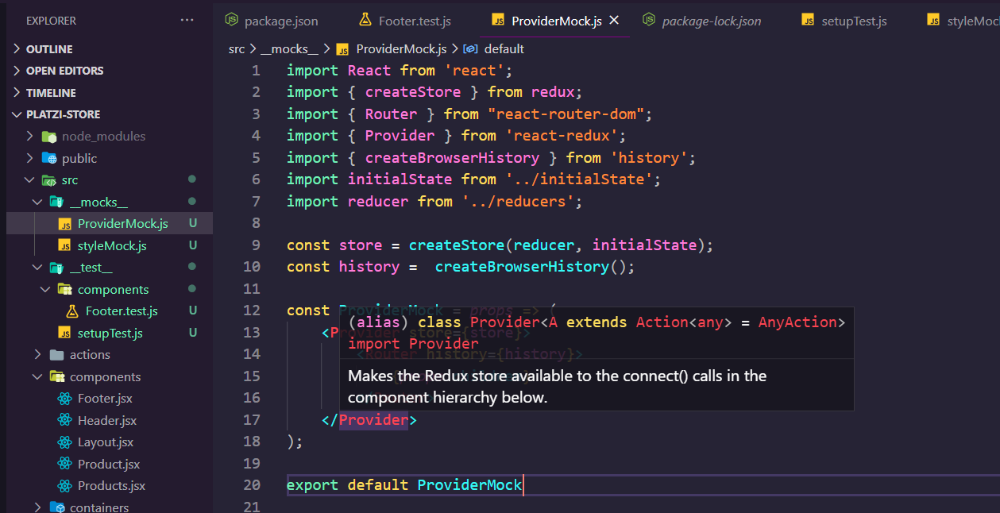 EXPLORER ···
OUTLINE
OPEN EDITORS
TIMELINE
PLATZI-STORE
node_modules
public
src
__mocks__
ProviderMock.js U
styleMock.js U
__test__
components
Footer.test.js U
setupTest.js U
actions
components
Footer.jsx
Header.jsx
Layout.jsx
Product.jsx
Products.jsx
containers
package.json Footer.test.js ProviderMock.js package-lock.json setupTest.js styleMoc
src > __mocks__ > ProviderMock.js > default
1 import React from 'react';
2 import { createStore } from redux;
3 import { Router } from "react-router-dom";
4 import { Provider } from 'react-redux';
5 import { createBrowserHistory } from 'history';
6 import initialState from '../initialState';
7 import reducer from '../reducers';
8
9 const store = createStore(reducer, initialState);
10 const history =  createBrowserHistory();
11
12 const ProviderMock = props => (
13 <Provider store={store}>
14 <Router history={history}>
15
16
17 </Provider>
18 );
19
20 export default ProviderMock
21
(alias) class Provider<A extends Action<any> = AnyAction>
import Provider
Makes the Redux store available to the connect() calls in the
component hierarchy below.